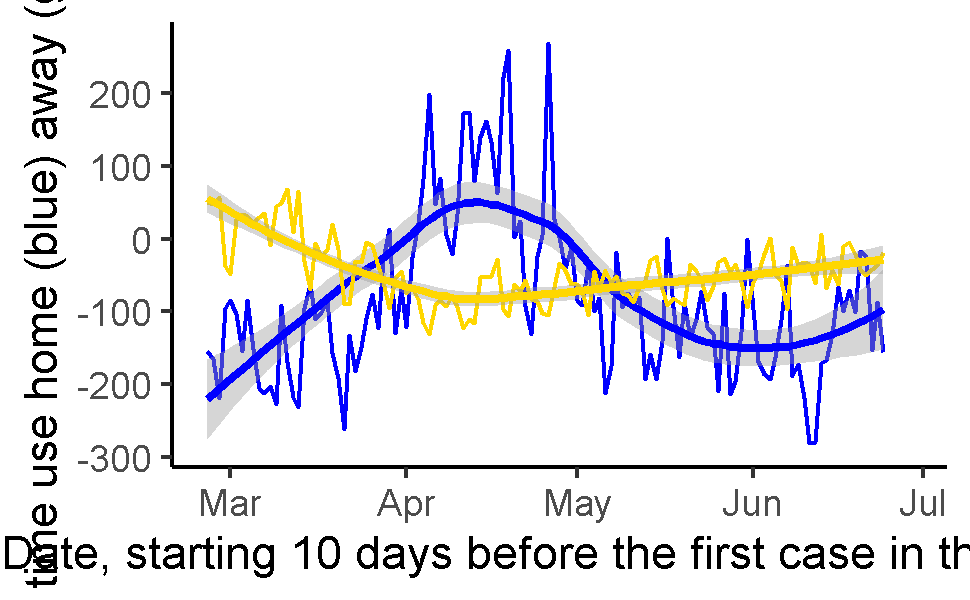 time use home (blue) away (
200
100
0
-100
-200
-300
Mar Apr May Jun Jul
Date, starting 10 days before the first case in th